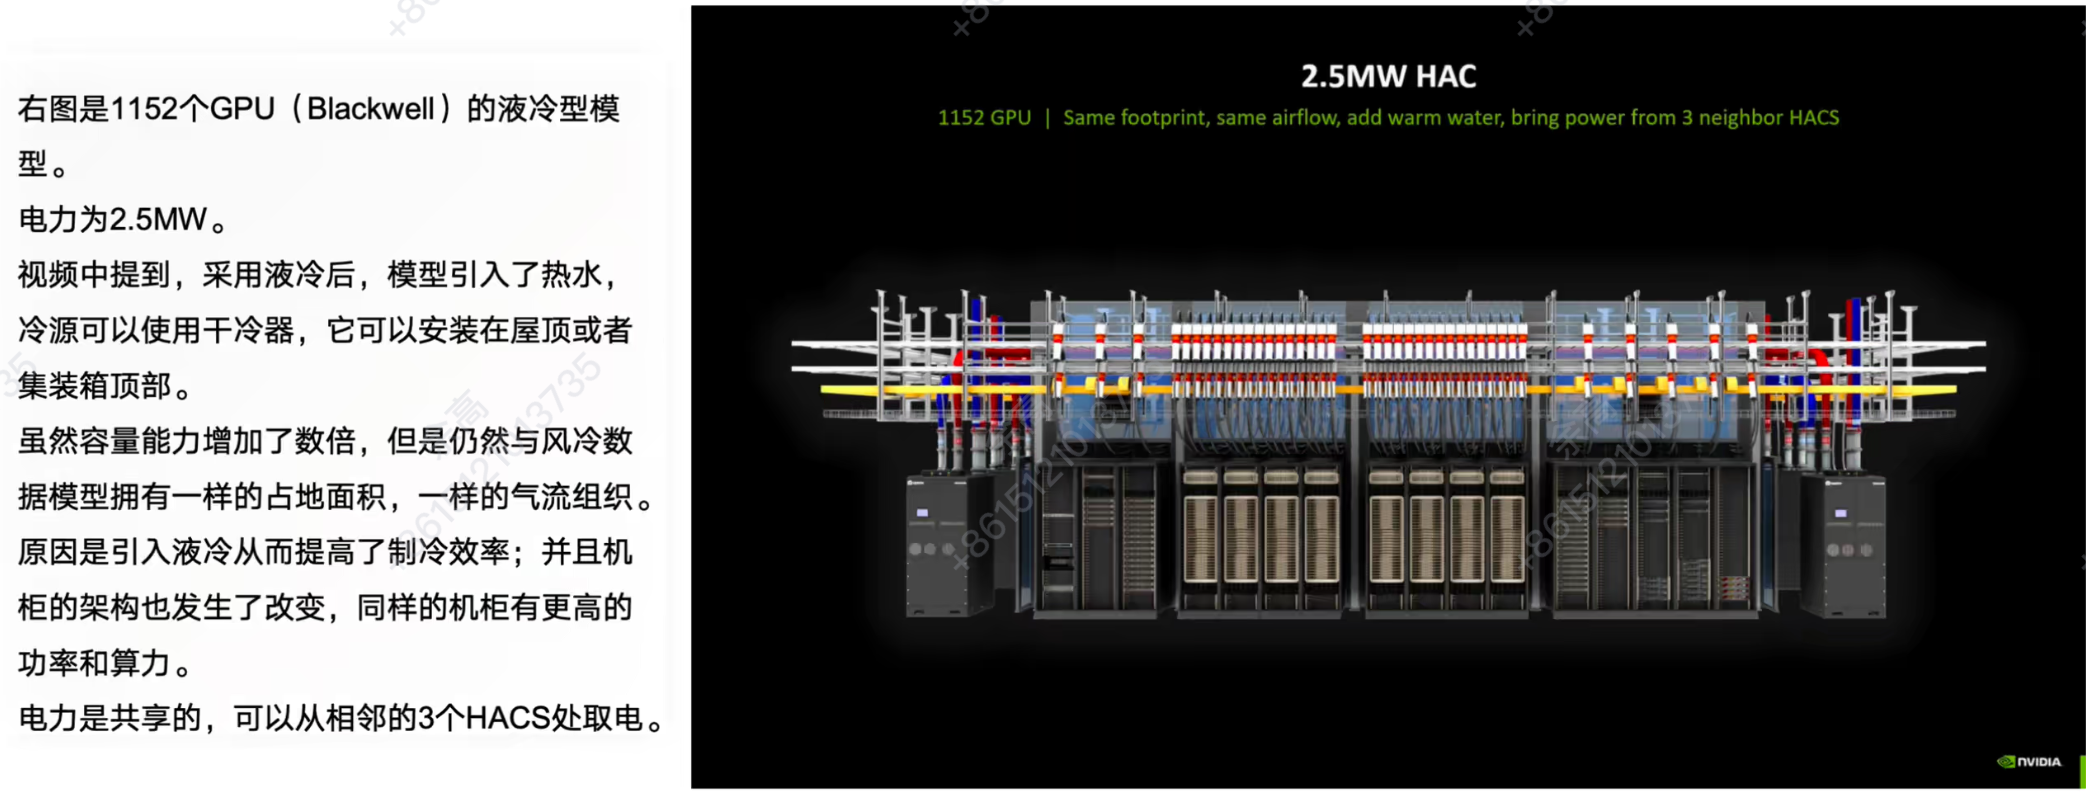 右图是1152个GPU（Blackwell）的液冷型模
型。
电力为2.5MW。
视频中提到，采用液冷后，模型引入了热水，
冷源可以使用干冷器，它可以安装在屋顶或者
集装箱顶部。
虽然容量能力增加了数倍，但是仍然与风冷数
据模型拥有一样的占地面积，一样的气流组织。
原因是引入液冷从而提高了制冷效率；并且机
柜的架构也发生了改变，同样的机柜有更高的
功率和算力。
电力是共享的，可以从相邻的3个HACS处取电。
2.5MW HAC
1152 GPU | Same footprint, same airflow, add warm water, bring power from 3 neighbor HACS
NVIDIA